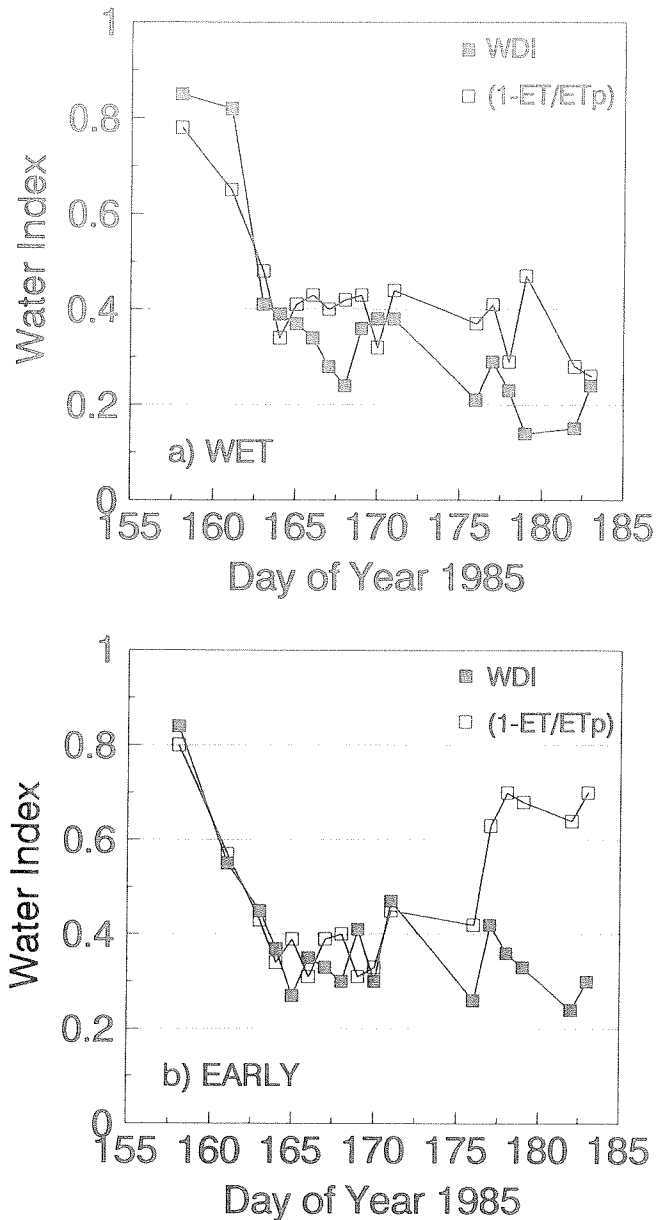 1
WDI
(1-ET/ETp)
0.8
0.6
0.4
0.2
0
Water Index
a) WET
155 160 165 170 175 180 185
Day of Year 1985
1
WDI
(1-ET/ETp)
0.8
0.6
0.4
0.2
0
Water Index
b) EARLY
155 160 165 170 175 180 185
Day of Year 1985